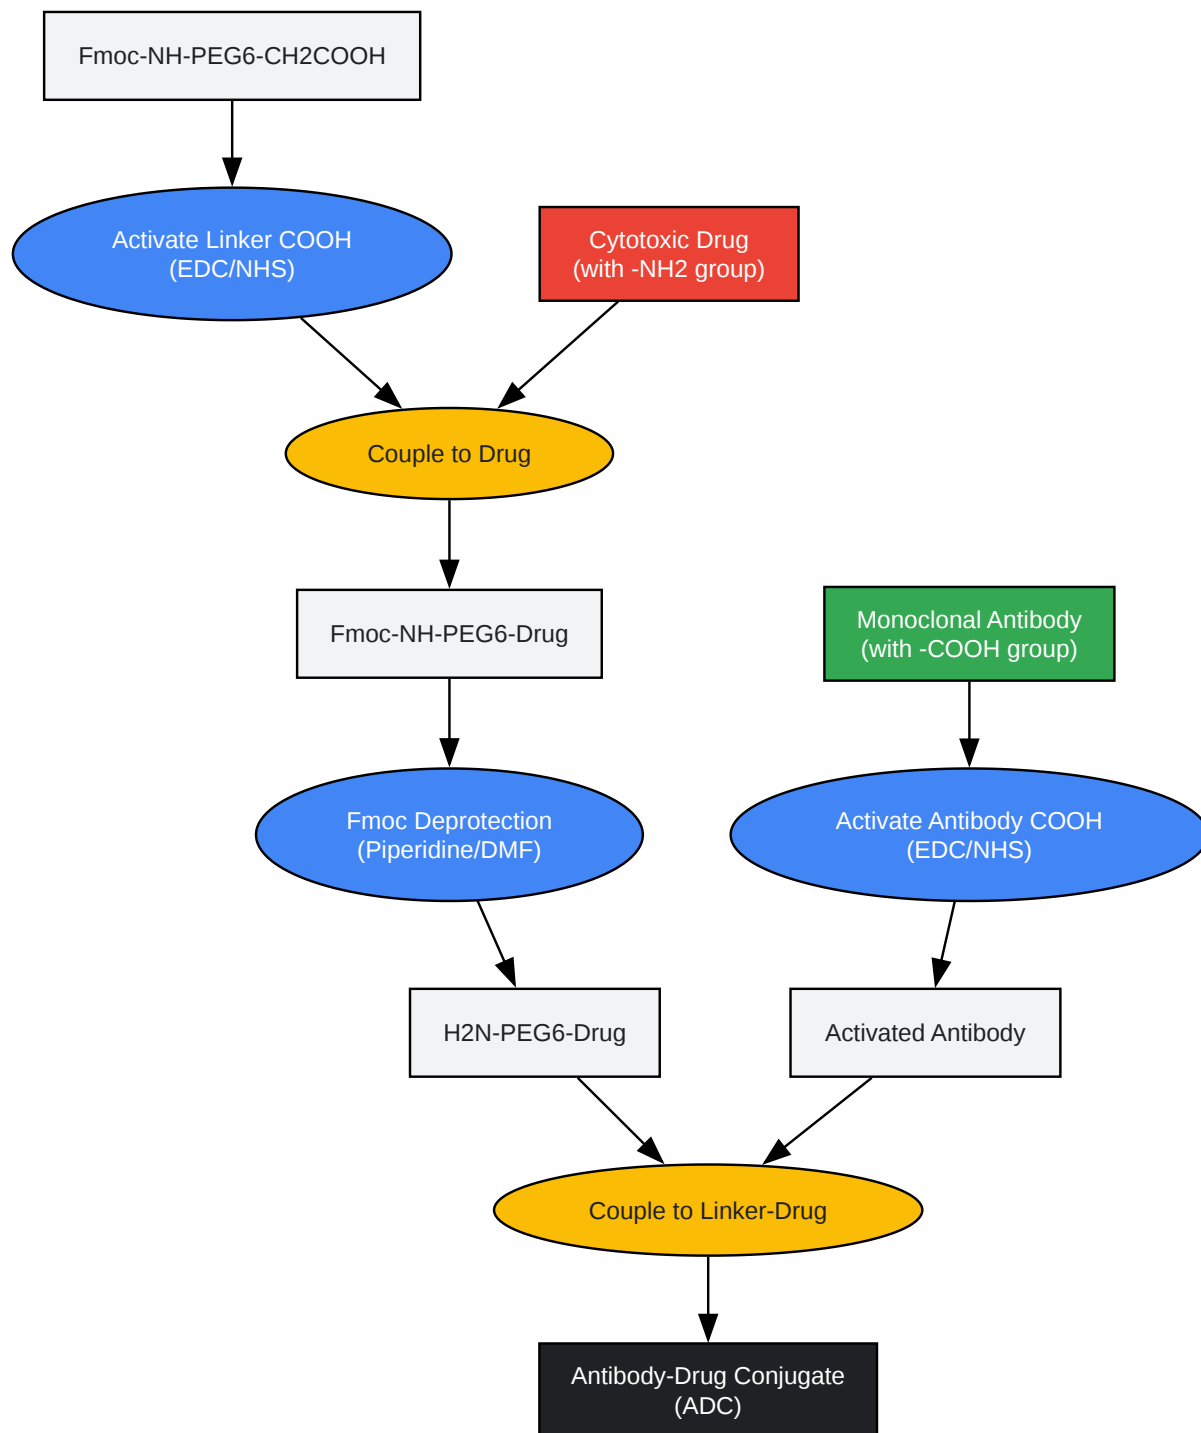 Fmoc-NH-PEG6-CH2COOH
Activate Linker COOH
(EDC/NHS)
Cytotoxic Drug
(with -NH2 group)
Couple to Drug
Fmoc-NH-PEG6-Drug
Monoclonal Antibody
(with -COOH group)
Fmoc Deprotection
(Piperidine/DMF)
Activate Antibody COOH
(EDC/NHS)
H2N-PEG6-Drug
Activated Antibody
Couple to Linker-Drug
Antibody-Drug Conjugate
(ADC)